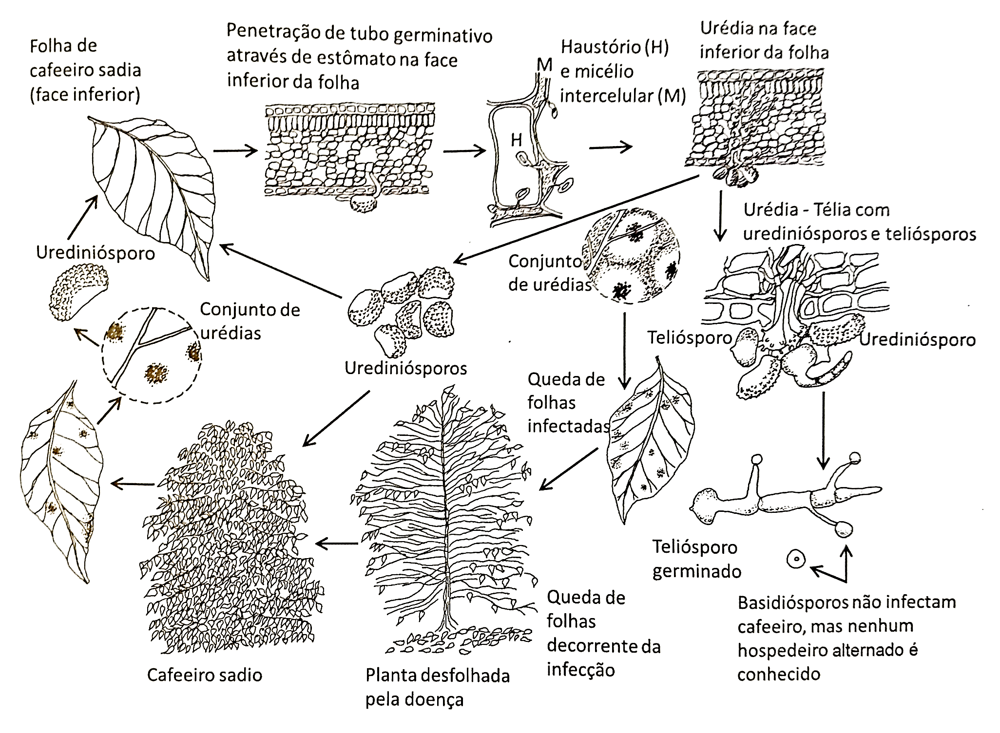 Folha de
cafeeiro sadia
(face inferior)
Penetração de tubo germinativo
através de estômato na face
inferior da folha
M
Haustório (H)
e micélio
intercelular (M)
H
Urédia na face
inferior da folha
Urédia - Télia com
urediniósporos e teliósporos
Urediniósporo
Conjunto de
urédias
Urediniósporos
Conjunto
de urédias
Teliósporo
Urediniósporo
Queda de
folhas
infectadas
Teliósporo
germinado
Basidiósporos não infectam
cafeeiro, mas nenhum
hospedeiro alternado é
conhecido
Queda de
folhas
decorrente da
infecção
Cafeeiro sadio
Planta desfolhada
pela doença